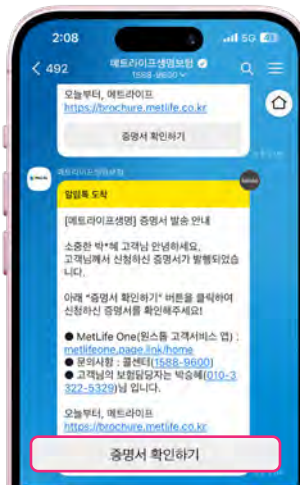 2:08
5G
492
메트라이프생명보험
1588-9600
오늘부터, 메트라이프
https://brochure.metlife.co.kr
증명서 확인하기
메트라이프생명보험
알림톡 도착
[메트라이프생명] 증명서 발송 안내
소중한 박*혜 고객님 안녕하세요.
고객님께서 신청하신 증명서가 발행되었습
니다.
아래 "증명서 확인하기" 버튼을 클릭하여
신청하신 증명서를 확인해주세요!
● MetLife One(원스톱 고객서비스 앱) :
metlifeone.page.link/home
● 문의사항 : 콜센터(1588-9600)
● 고객님의 보험담당자는 박승혜(010-3
322-5329)님 입니다.
오늘부터, 메트라이프
https://brochure.metlife.co.kr
증명서 확인하기